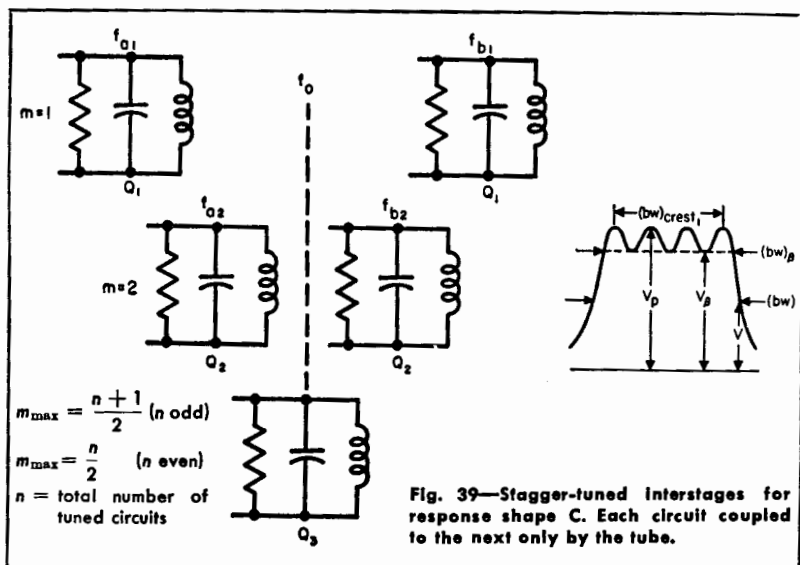 f_a1
f_b1
f_o
m=1
Q_1
Q_1
f_a2
f_b2
m=2
Q_2
Q_2
(bw)crest_1
(bw)_β
V_p
V_β
(bw)
V
m_max = (n + 1)/2 (n odd)
m_max = n/2 (n even)
n = total number of
tuned circuits
Q_3
Fig. 39—Stagger-tuned interstages for
response shape C. Each circuit coupled
to the next only by the tube.